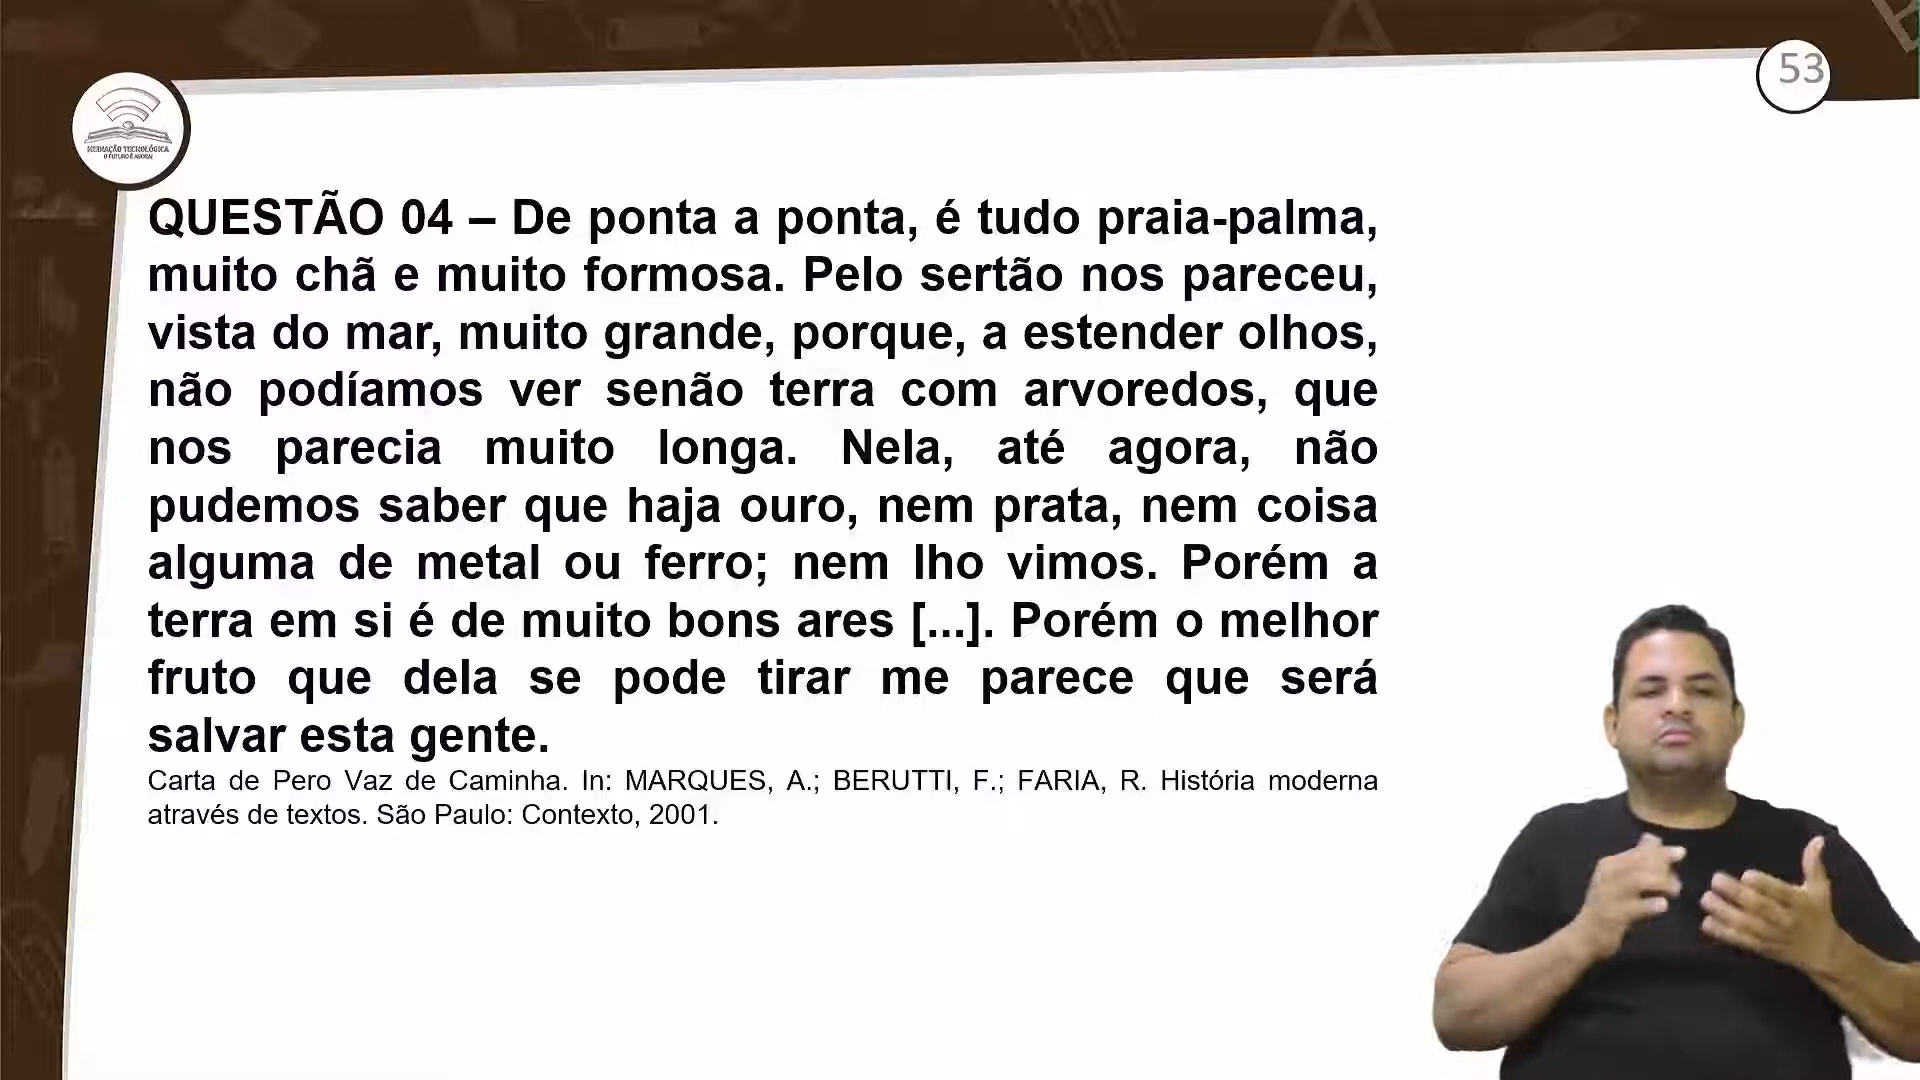 53
MEDIAÇÃO TECNOLÓGICA
O FUTURO É AGORA!
QUESTÃO 04 – De ponta a ponta, é tudo praia-palma,
muito chã e muito formosa. Pelo sertão nos pareceu,
vista do mar, muito grande, porque, a estender olhos,
não podíamos ver senão terra com arvoredos, que
nos parecia muito longa. Nela, até agora, não
pudemos saber que haja ouro, nem prata, nem coisa
alguma de metal ou ferro; nem lho vimos. Porém a
terra em si é de muito bons ares [...]. Porém o melhor
fruto que dela se pode tirar me parece que será
salvar esta gente.
Carta de Pero Vaz de Caminha. In: MARQUES, A.; BERUTTI, F.; FARIA, R. História moderna
através de textos. São Paulo: Contexto, 2001.